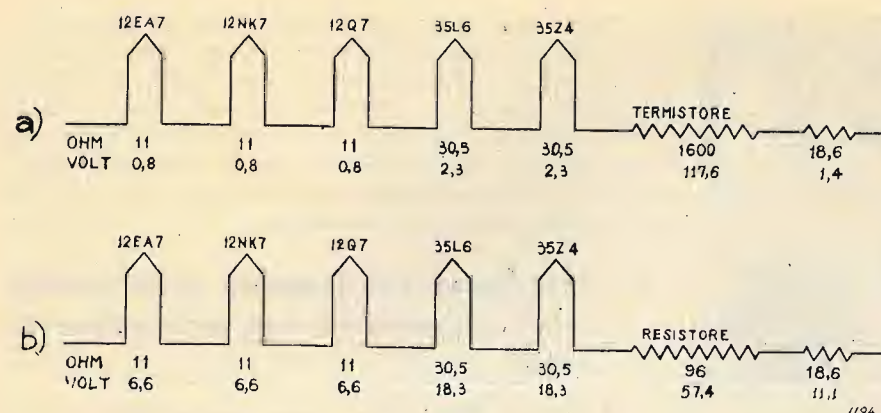 12EA7 12NK7 12Q7 35L6 35Z4
a)
TERMISTORE
OHM 11 11 11 30,5 30,5 1600 18,6
VOLT 0,8 0,8 0,8 2,3 2,3 117,6 1,4
12EA7 12NK7 12Q7 35L6 35Z4
b)
RESISTORE
OHM 11 11 11 30,5 30,5 96 18,6
VOLT 6,6 6,6 6,6 18,3 18,3 57,4 11,1